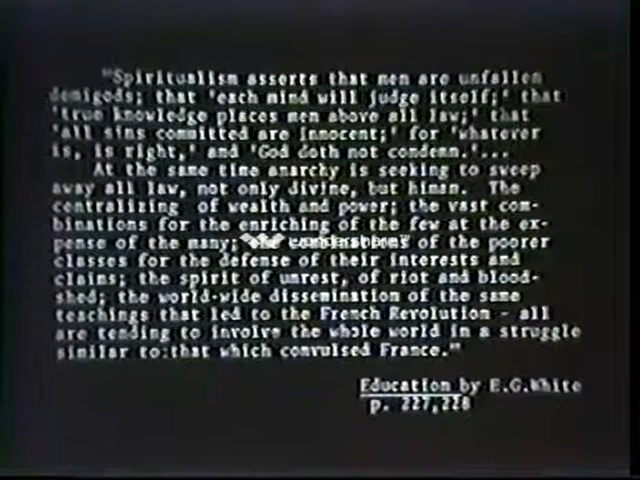 "Spiritualism asserts that men are unfallen
demigods; that 'each mind will judge itself;' that
'true knowledge places men above all law;' that
'all sins committed are innocent;' for 'whatever
is, is right,' and 'God doth not condemn.'...
At the same time anarchy is seeking to sweep
away all law, not only divine, but himan. The
centralizing of wealth and power; the vast com-
binations for the enriching of the few at the ex-
pense of the many; wondershare of the poorer
classes for the defense of their interests and
claims; the spirit of unrest, of riot and blood-
shed; the world-wide dissemination of the same
teachings that led to the French Revolution - all
are tending to involve the whole world in a struggle
similar to:that which convulsed France."
Education by E.G.White
p. 227,228